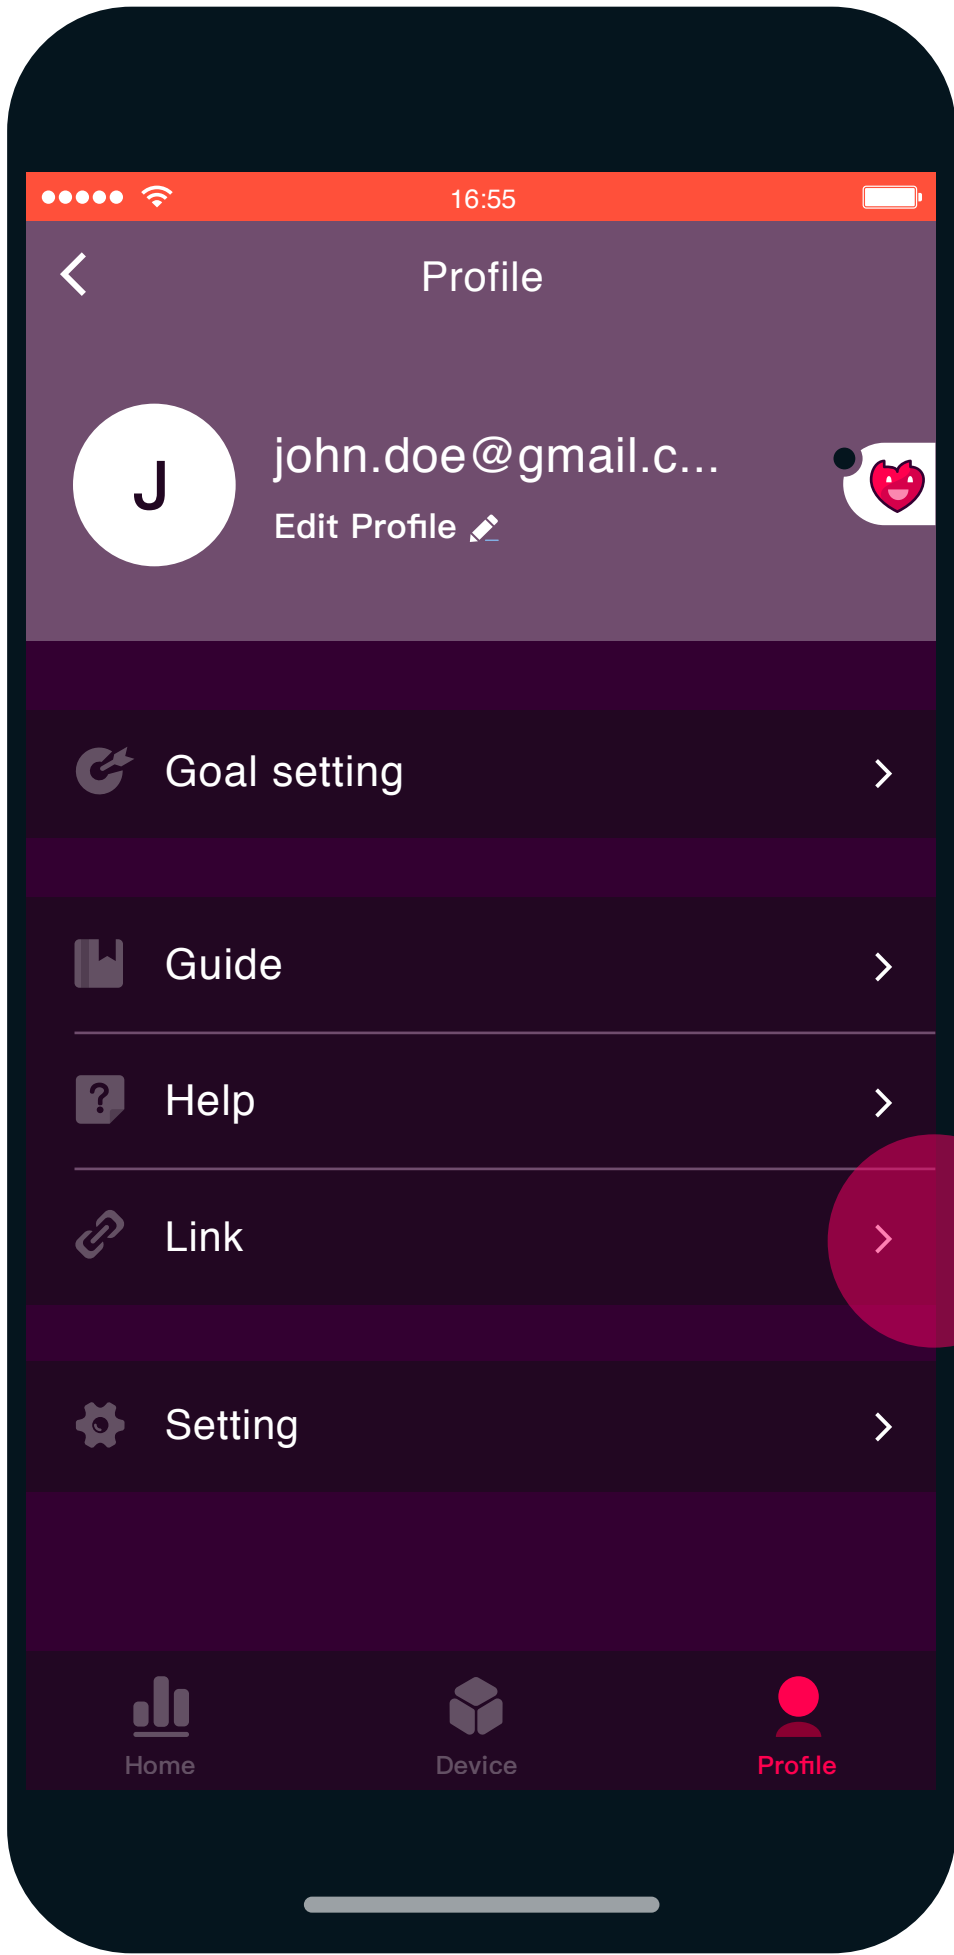 16:55
Profile
J
john.doe@gmail.c...
Edit Profile
Goal setting
Guide
Help
Link
Setting
Home
Device
Profile